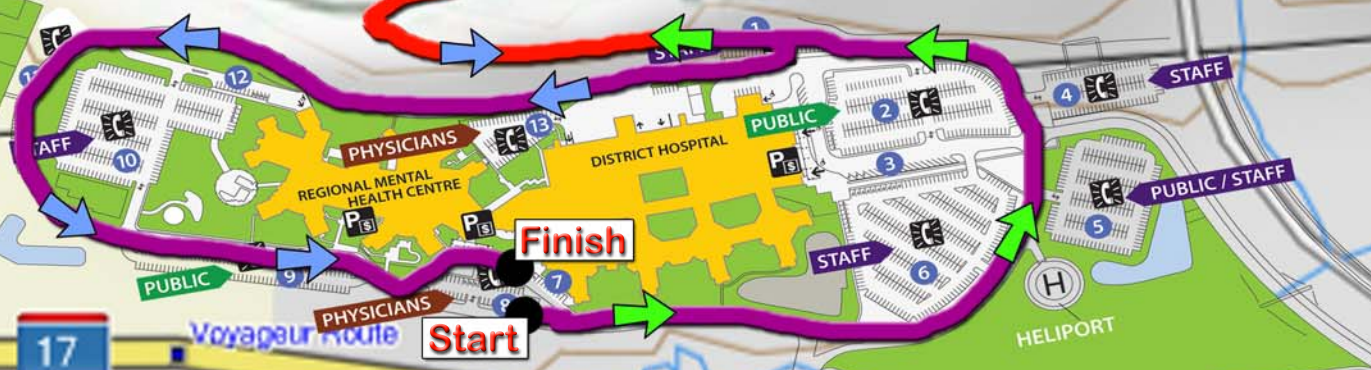 1
STAFF
12
STAFF
4
2
13
PHYSICIANS
PUBLIC
DISTRICT HOSPITAL
STAFF
10
3
P $
REGIONAL MENTAL
HEALTH CENTRE
PUBLIC / STAFF
5
P $
P $
Finish
STAFF
6
PUBLIC
9
7
H
PHYSICIANS
8
Start
HELIPORT
17
Voyageur Route